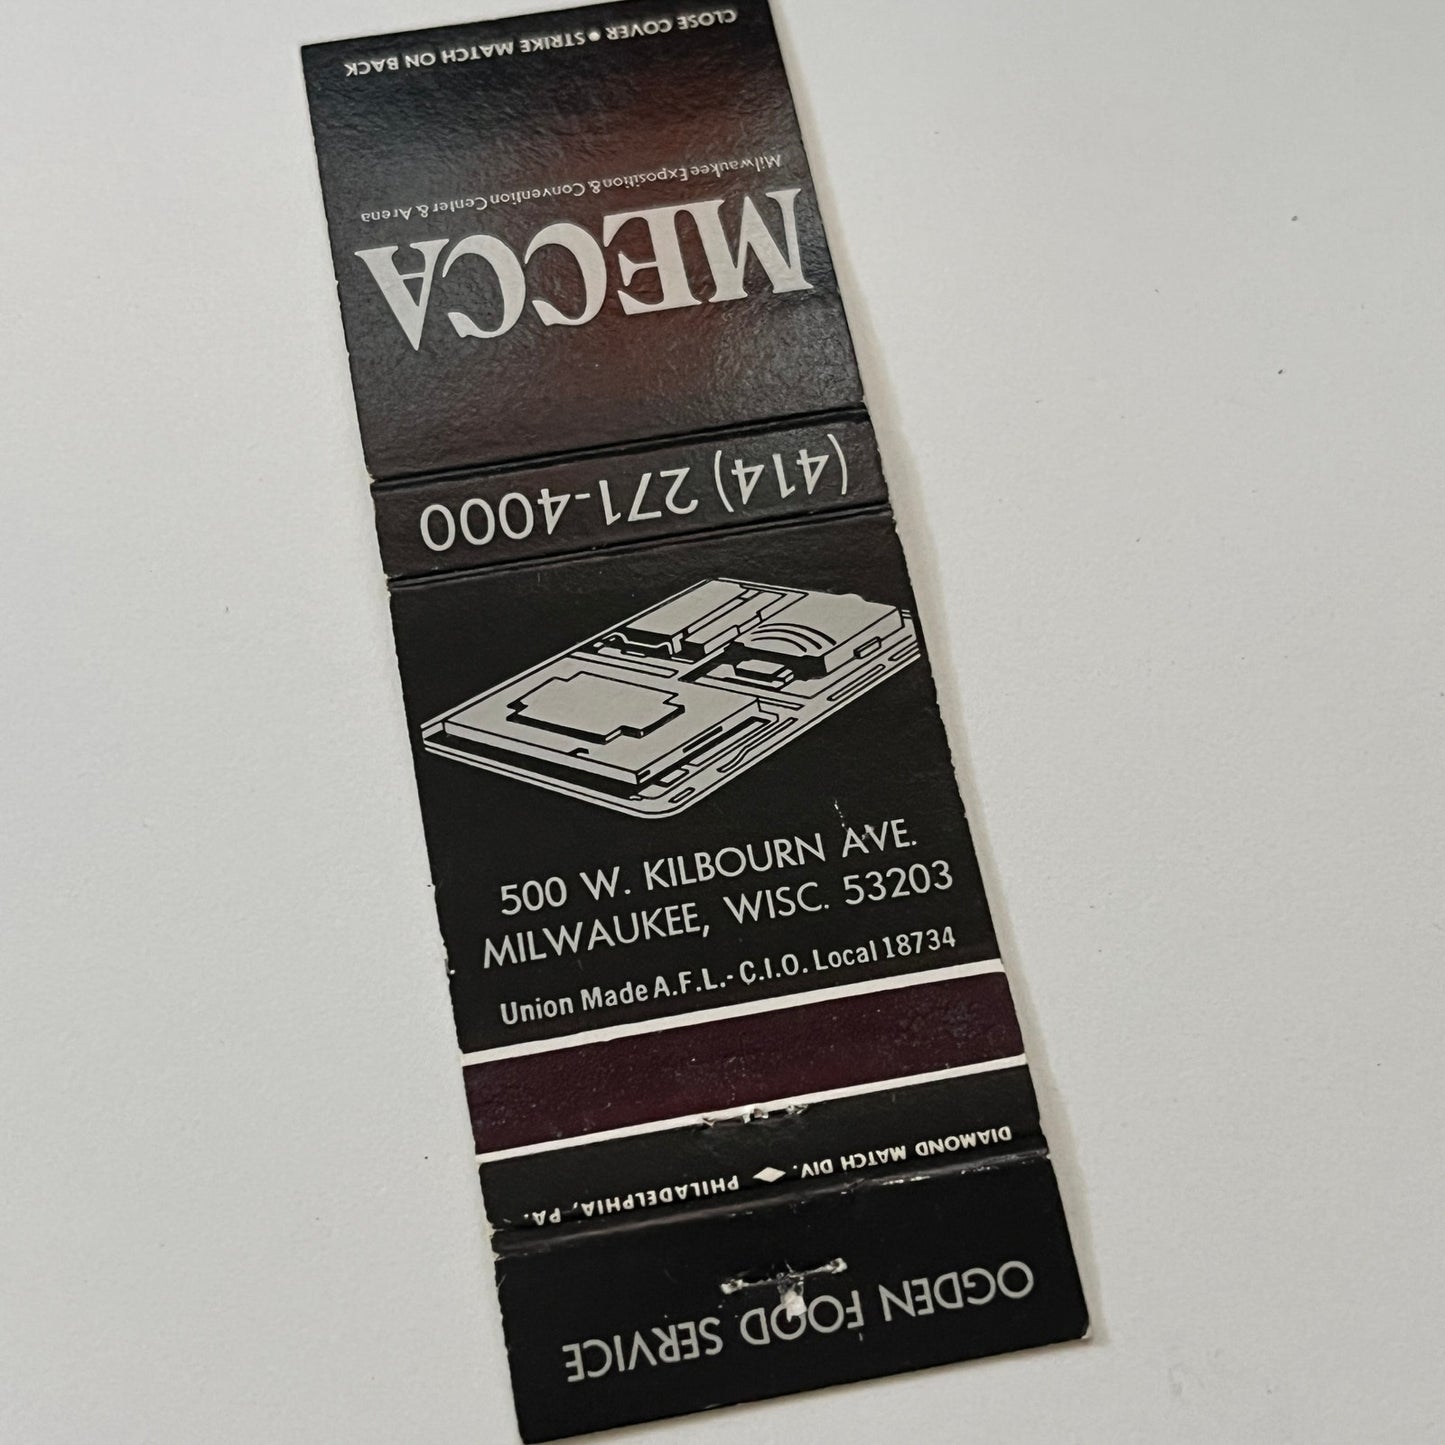 CLOSE COVER • STRIKE MATCH ON BACK
MECCA
Milwaukee Exposition & Convention Center & Arena
(414) 271-4000
500 W. KILBOURN AVE.
MILWAUKEE, WISC. 53203
Union Made A.F.L.-C.I.O. Local 18734
DIAMOND MATCH DIV. ♦ PHILADELPHIA, PA.
OGDEN FOOD SERVICE